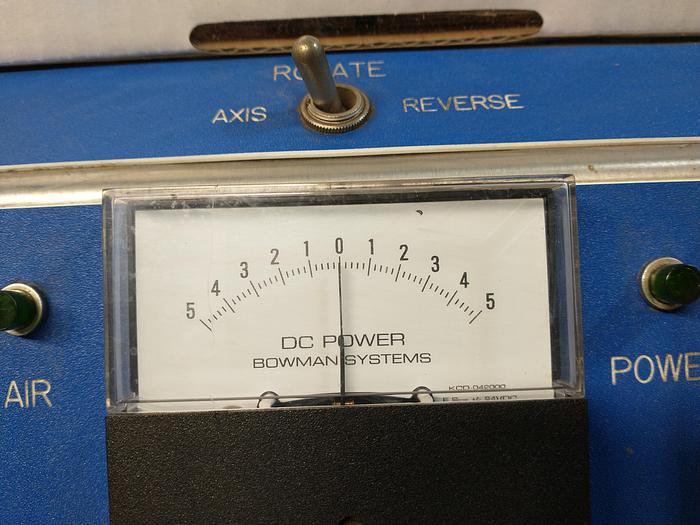 ROTATE
AXIS REVERSE
5 4 3 2 1 0 1 2 3 4 5
DC POWER
BOWMAN SYSTEMS
AIR